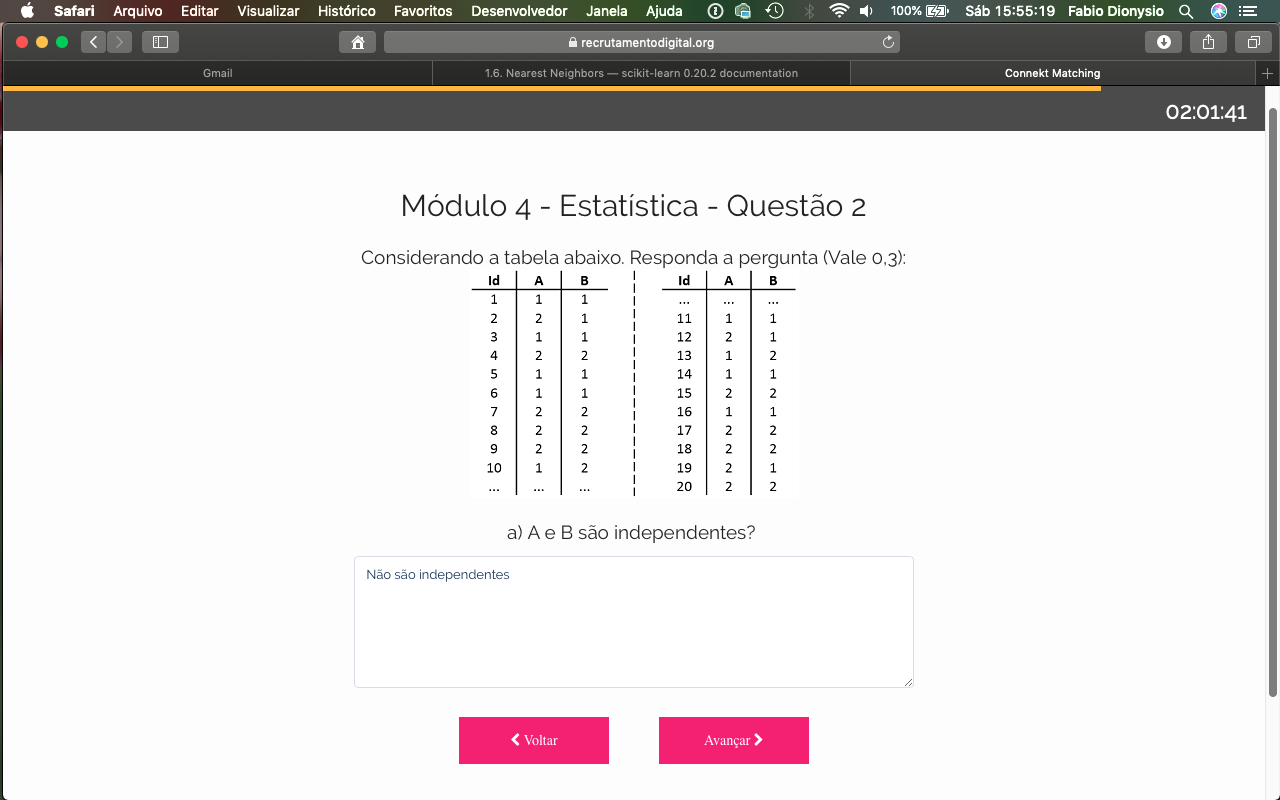 Safari Arquivo Editar Visualizar Histórico Favoritos Desenvolvedor Janela Ajuda 100% Sáb 15:55:19 Fabio Dionysio
recrutamentodigital.org
Gmail 1.6. Nearest Neighbors — scikit-learn 0.20.2 documentation Connekt Matching
02:01:41
Módulo 4 - Estatística - Questão 2
Considerando a tabela abaixo. Responda a pergunta (Vale 0,3):
Id A B Id A B
1 1 1 ... ... ...
2 2 1 11 1 1
3 1 1 12 2 1
4 2 2 13 1 2
5 1 1 14 1 1
6 1 1 15 2 2
7 2 2 16 1 1
8 2 2 17 2 2
9 2 2 18 2 2
10 1 2 19 2 1
... ... ... 20 2 2
a) A e B são independentes?
Não são independentes
Voltar Avançar